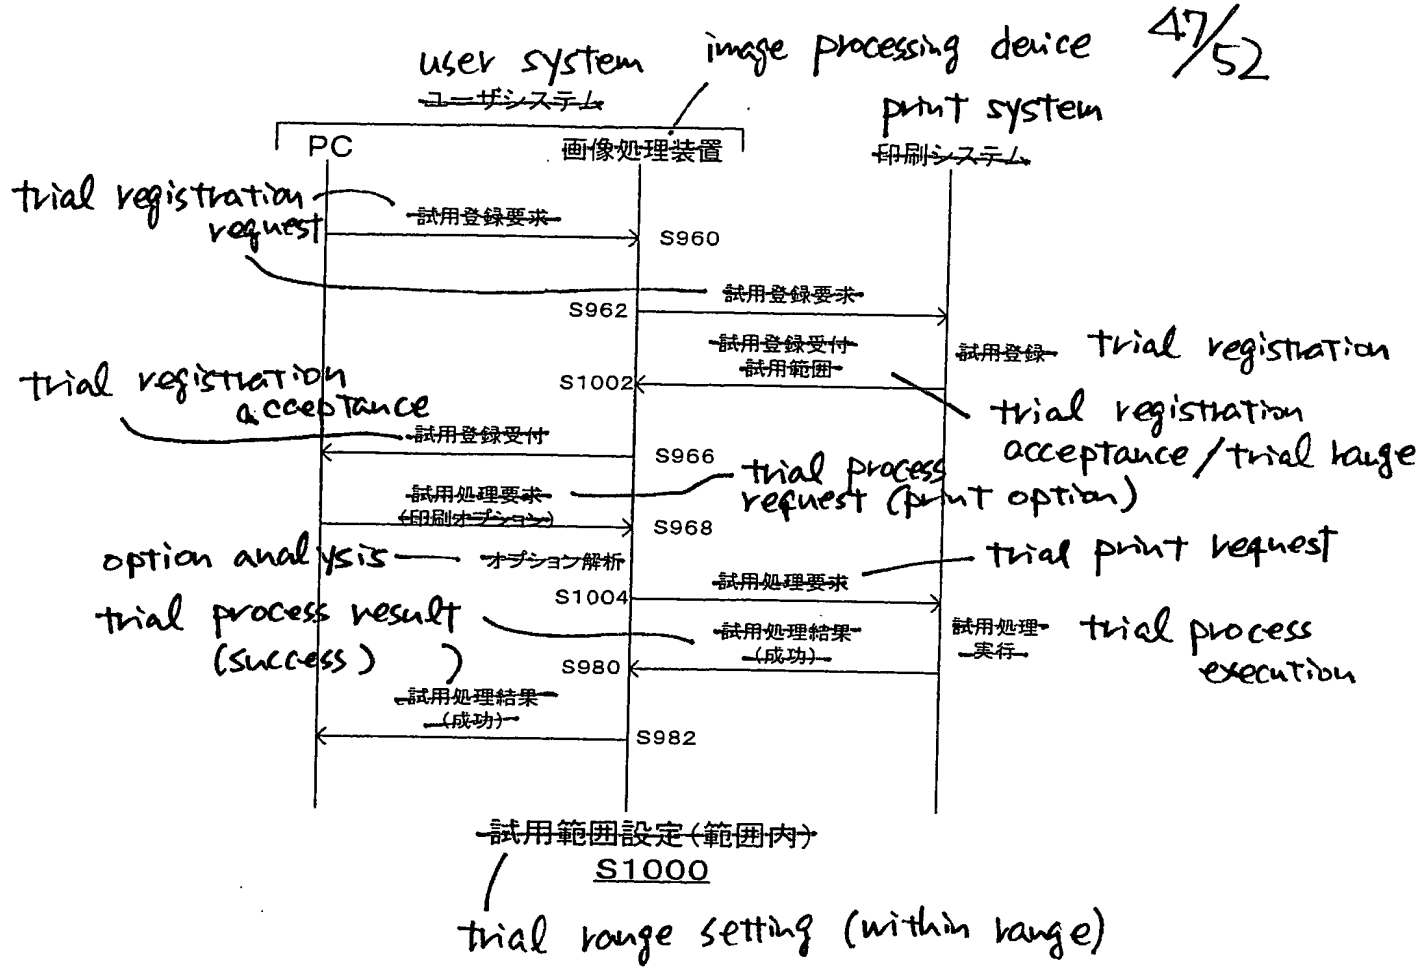 47/52
user system
image processing device
ユーザシステム
print system
PC
画像処理装置
印刷システム
trial registration
request
試用登録要求
S960
試用登録要求
S962
試用登録受付
試用範囲
試用登録
trial registration
S1002
trial registration
acceptance
trial registration
acceptance/trial range
試用登録受付
S966
試用処理要求
(印刷オプション)
trial process
request (print option)
S968
option analysis
オプション解析
試用処理要求
trial print request
S1004
trial process result
(success)
試用処理結果
(成功)
試用処理
実行
trial process
execution
S980
試用処理結果
(成功)
S982
試用範囲設定(範囲内)
S1000
trial range setting (within range)